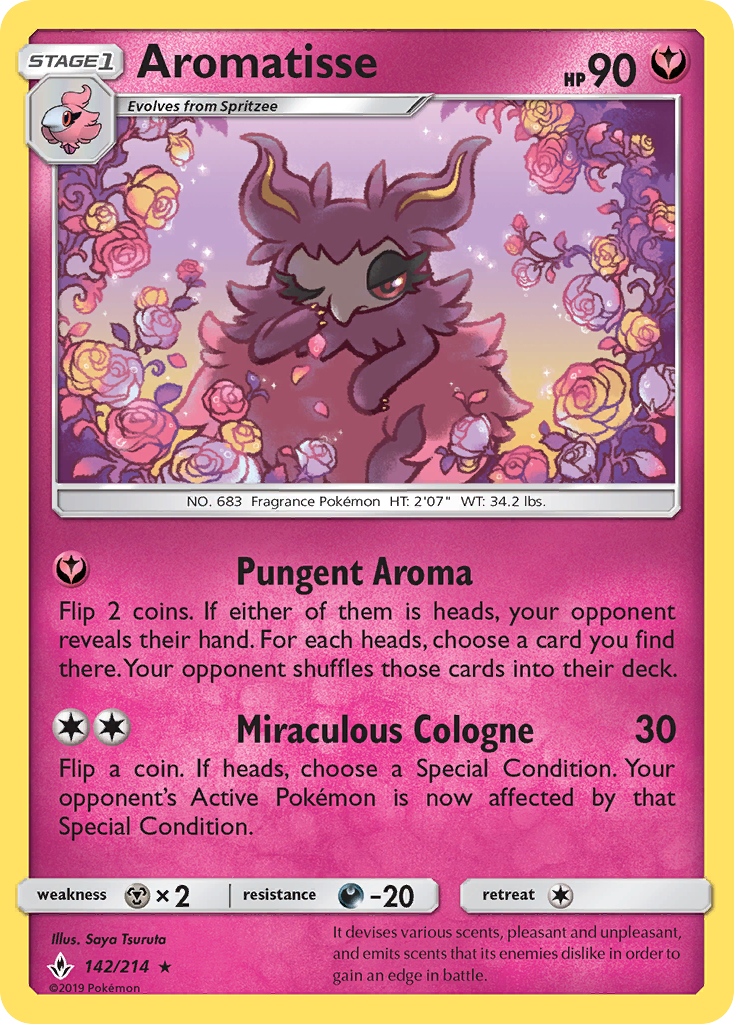 STAGE1
Aromatisse
HP90
Evolves from Spritzee
NO. 683 Fragrance Pokémon HT: 2'07" WT: 34.2 lbs.
Pungent Aroma
Flip 2 coins. If either of them is heads, your opponent
reveals their hand. For each heads, choose a card you find
there. Your opponent shuffles those cards into their deck.
Miraculous Cologne 30
Flip a coin. If heads, choose a Special Condition. Your
opponent's Active Pokémon is now affected by that
Special Condition.
weakness ×2 resistance -20 retreat
Illus. Saya Tsuruta
142/214 ★
©2019 Pokémon
It devises various scents, pleasant and unpleasant,
and emits scents that its enemies dislike in order to
gain an edge in battle.